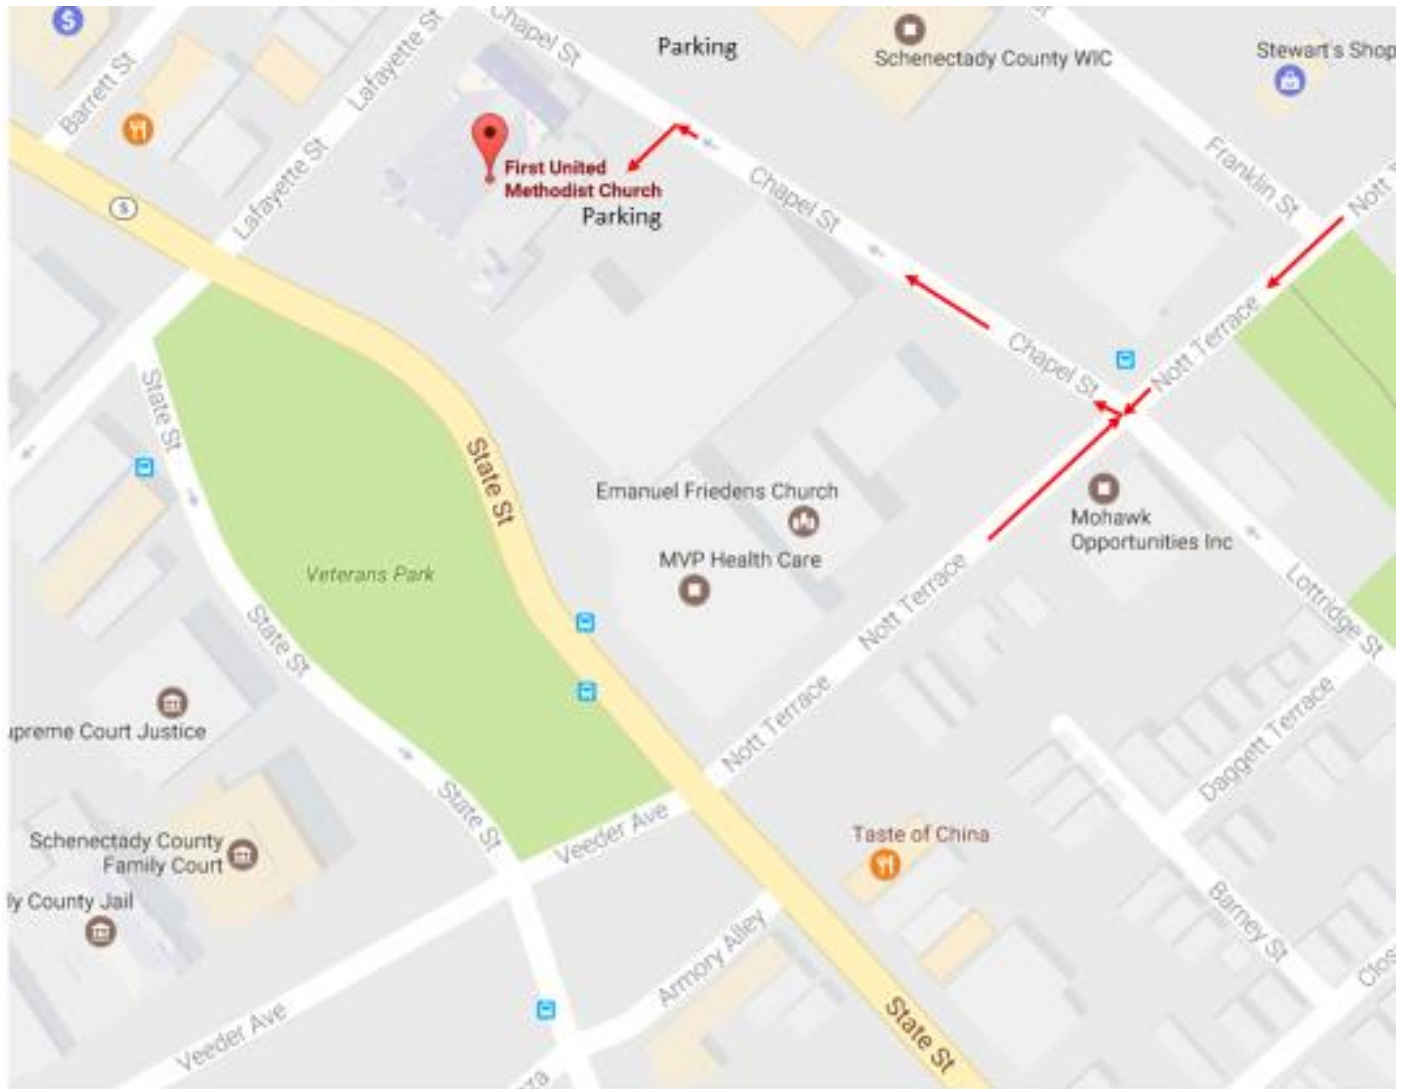 $
Chapel St
Parking
Schenectady County WIC
Stewart's Shop
Barrett St
Lafayette St
Lafayette St
First United
Methodist Church
Parking
Chapel St
Franklin St
Nott
5
Nott Terrace
Chapel St
State St
State St
Emanuel Friedens Church
MVP Health Care
Mohawk
Opportunities Inc
Veterans Park
Nott Terrace
Lottridge St
State St
upreme Court Justice
Nott Terrace
Daggett Terrace
State St
Veeder Ave
Schenectady County
Family Court
Taste of China
ly County Jail
Barney St
Armory Alley
Clos
Veeder Ave
State St
za